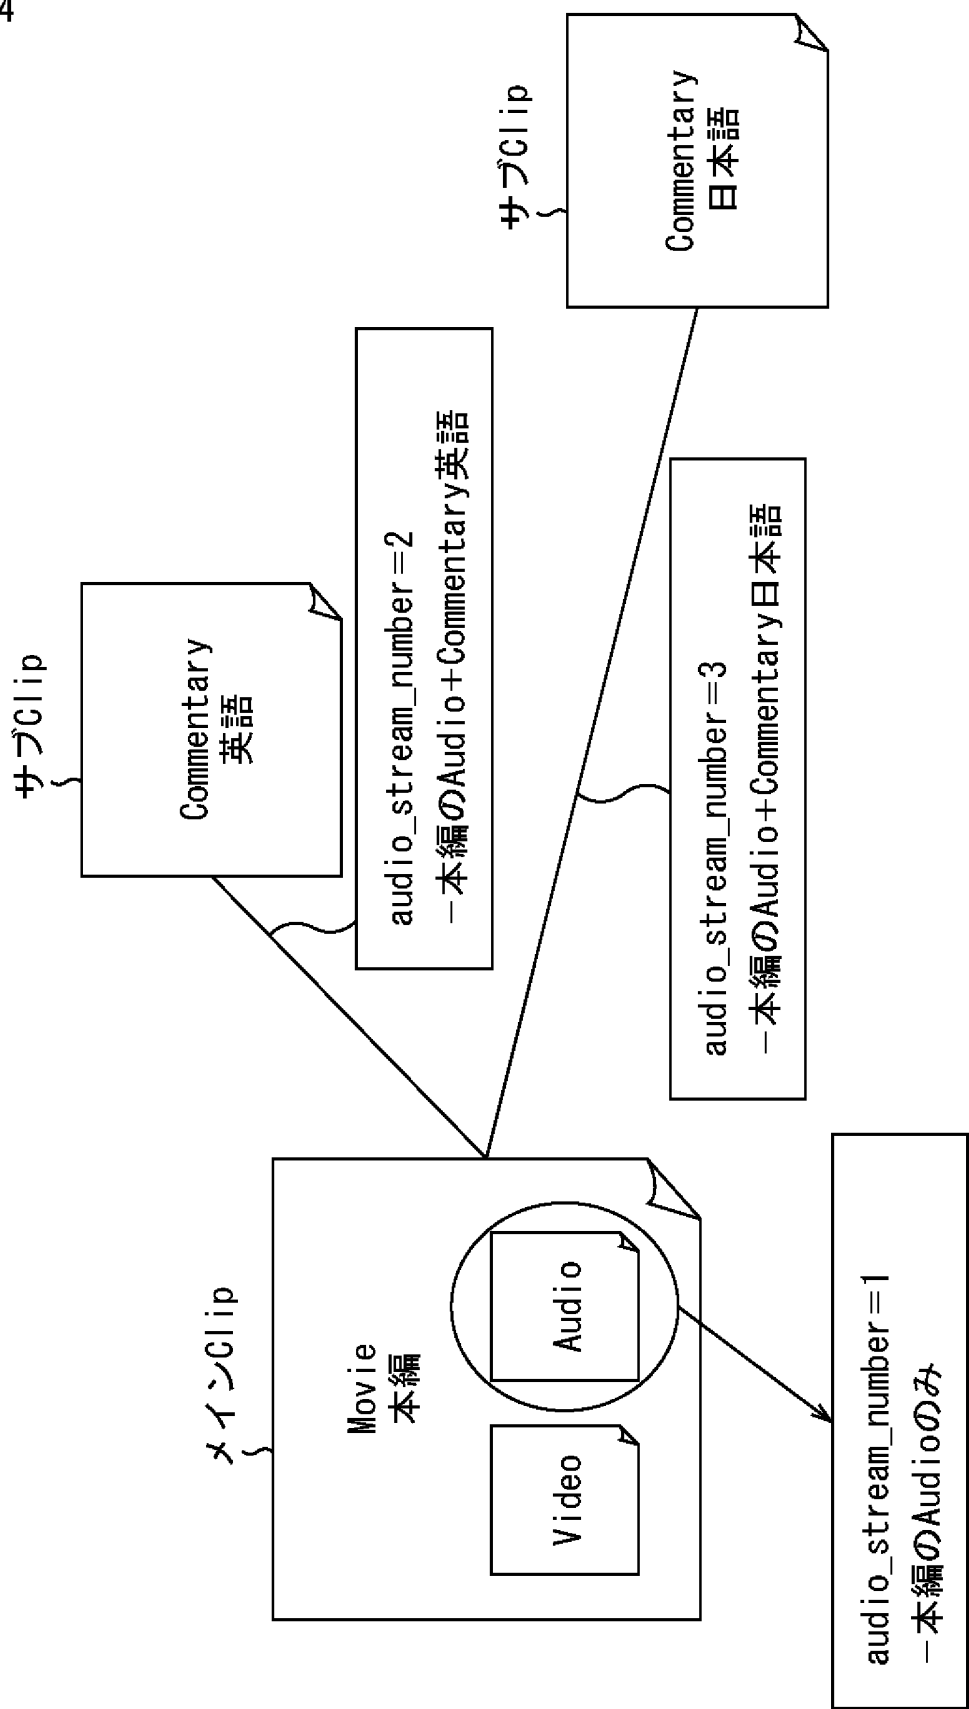 4
サブClip
Commentary
英語
audio_stream_number=2
−本編のAudio+Commentary英語
サブClip
Commentary
日本語
audio_stream_number=3
−本編のAudio+Commentary日本語
メインClip
Movie
本編
Video
Audio
audio_stream_number=1
−本編のAudioのみ